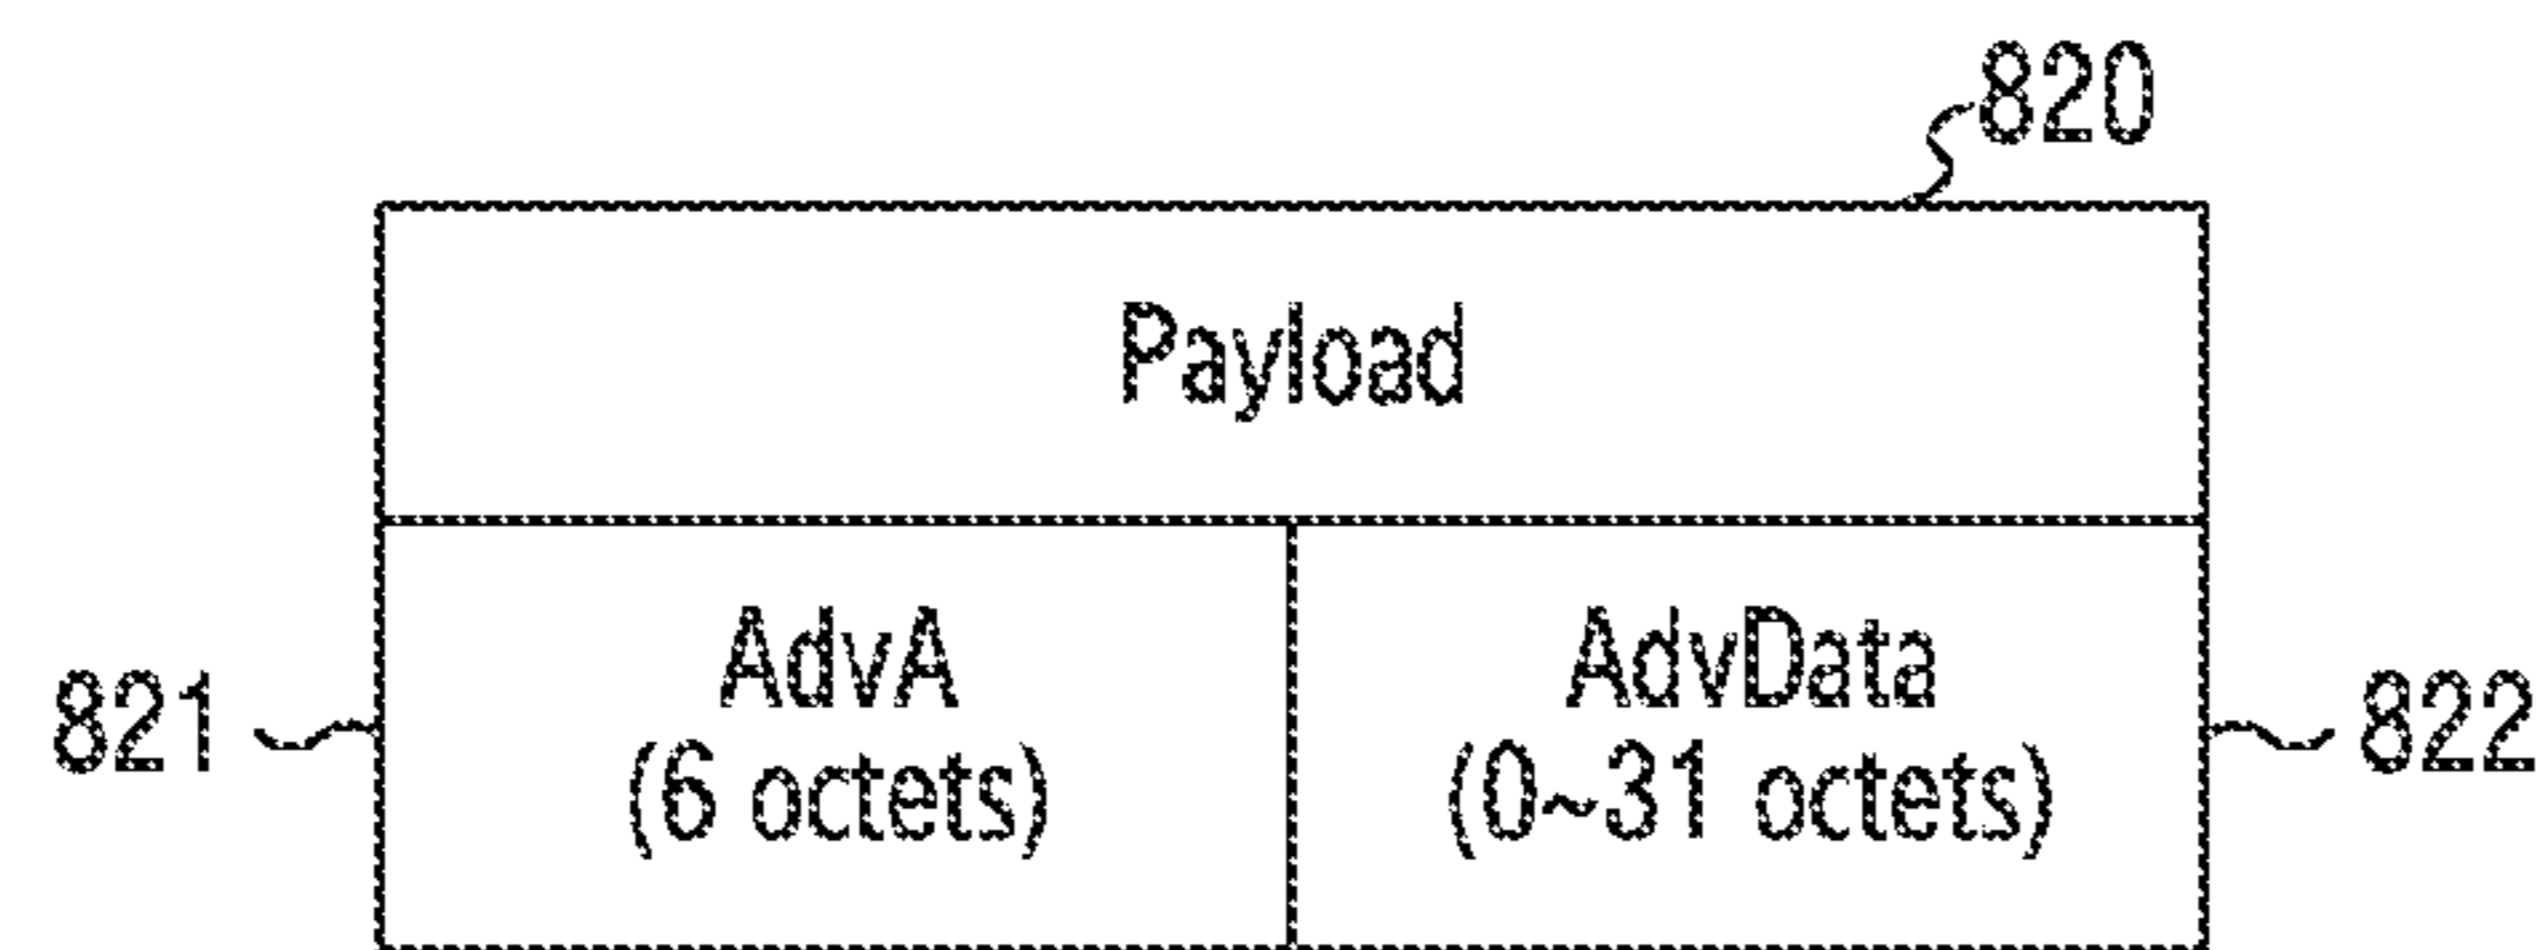 820
Payload
AdvA
(6 octets)
AdvData
(0~31 octets)
821
822